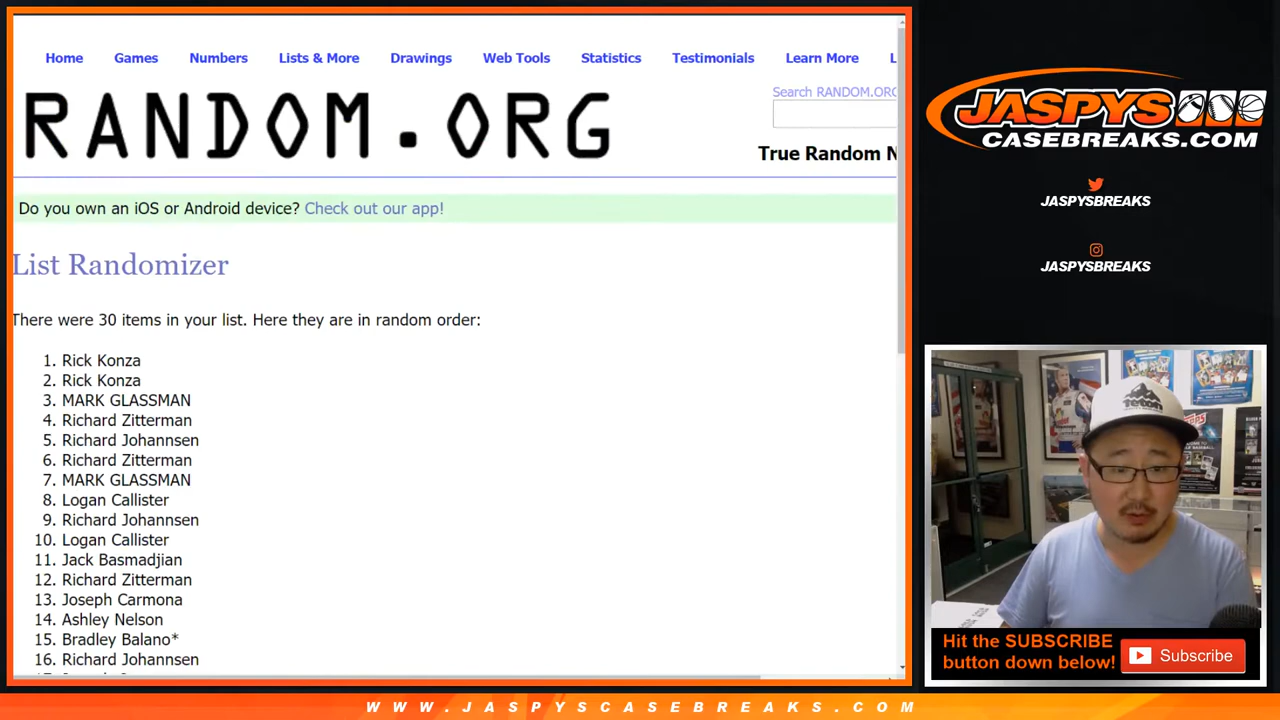 Home Games Numbers Lists & More Drawings Web Tools Statistics Testimonials Learn More L
RANDOM.ORG
Search RANDOM.ORG
True Random N
Do you own an iOS or Android device? Check out our app!
List Randomizer
There were 30 items in your list. Here they are in random order:
1. Rick Konza
2. Rick Konza
3. MARK GLASSMAN
4. Richard Zitterman
5. Richard Johannsen
6. Richard Zitterman
7. MARK GLASSMAN
8. Logan Callister
9. Richard Johannsen
10. Logan Callister
11. Jack Basmadjian
12. Richard Zitterman
13. Joseph Carmona
14. Ashley Nelson
15. Bradley Balano*
16. Richard Johannsen
JASPYS
CASEBREAKS.COM
JASPYSBREAKS
JASPYSBREAKS
Teton
Hit the SUBSCRIBE
button down below!
Subscribe
WWW.JASPYSCASEBREAKS.COM